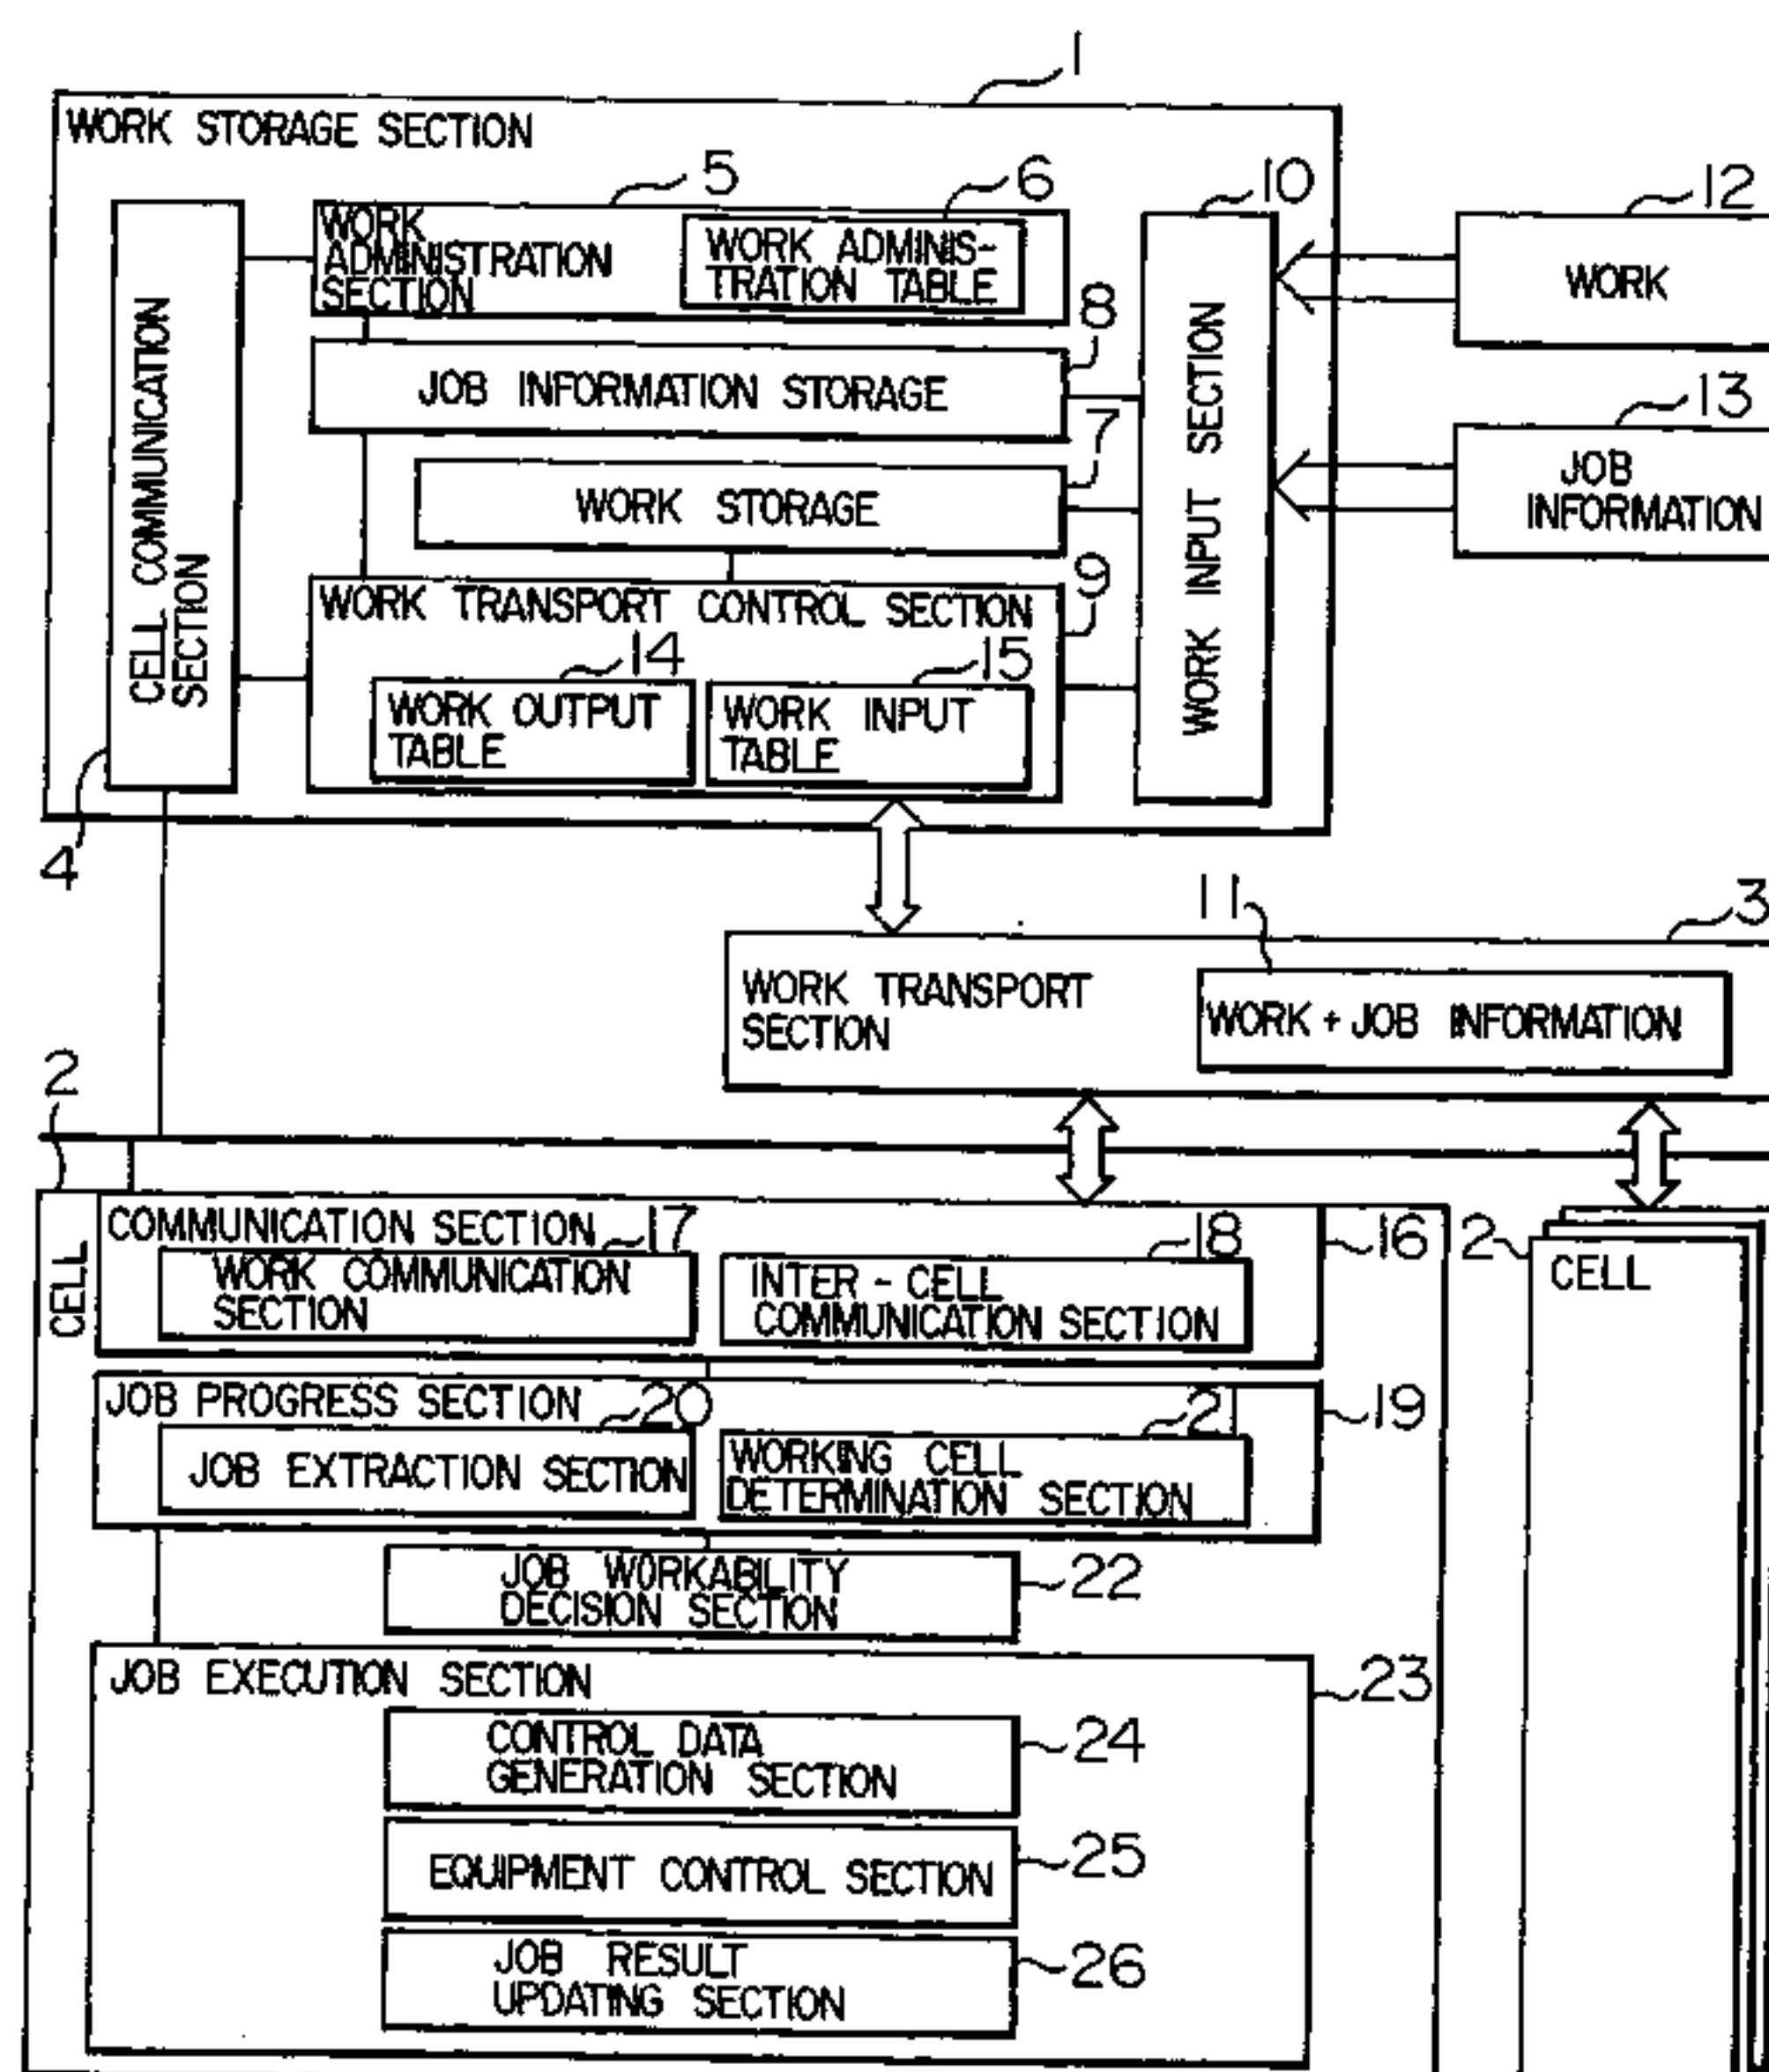 1
WORK STORAGE SECTION
5
6
10
12
WORK
ADMINISTRATION
SECTION
WORK ADMINIS-
TRATION TABLE
WORK
8
JOB INFORMATION STORAGE
13
7
JOB
INFORMATION
WORK STORAGE
CELL COMMUNICATION
SECTION
WORK INPUT SECTION
9
WORK TRANSPORT CONTROL SECTION
14
15
WORK OUTPUT
TABLE
WORK INPUT
TABLE
4
11
3
WORK TRANSPORT
SECTION
WORK + JOB INFORMATION
2
CELL
COMMUNICATION SECTION
17
18
16
2
CELL
WORK COMMUNICATION
SECTION
INTER - CELL
COMMUNICATION SECTION
JOB PROGRESS SECTION
20
21
19
JOB EXTRACTION SECTION
WORKING CELL
DETERMINATION SECTION
JOB WORKABILITY
DECISION SECTION
22
JOB EXECUTION SECTION
23
CONTROL DATA
GENERATION SECTION
24
EQUIPMENT CONTROL SECTION
25
JOB RESULT
UPDATING SECTION
26